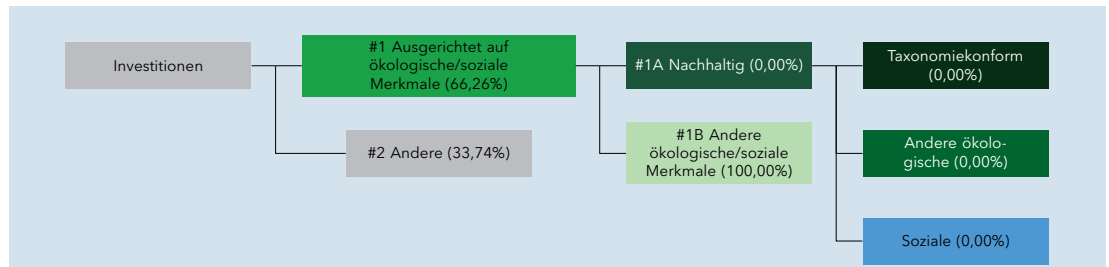 Investitionen
#1 Ausgerichtet auf
ökologische/soziale
Merkmale (66,26%)
#2 Andere (33,74%)
#1A Nachhaltig (0,00%)
#1B Andere
ökologische/soziale
Merkmale (100,00%)
Taxonomiekonform
(0,00%)
Andere ökolo-
gische (0,00%)
Soziale (0,00%)